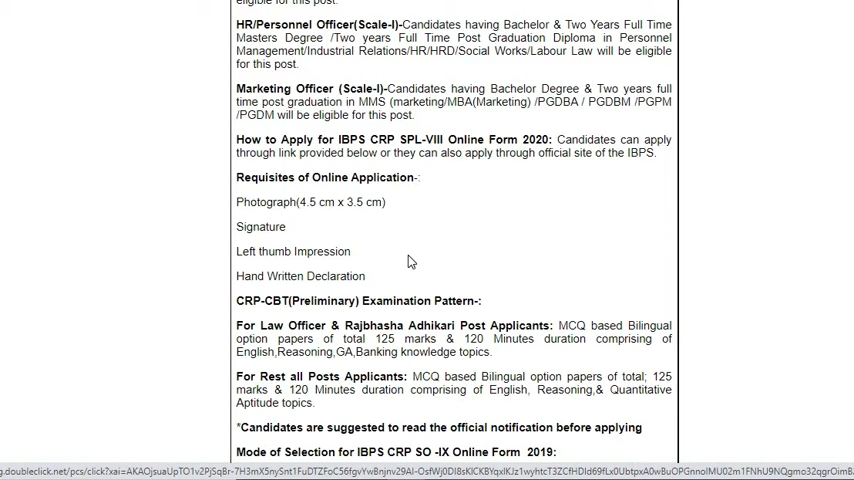 eligible for this post.
HR/Personnel Officer(Scale-I)-Candidates having Bachelor & Two Years Full Time
Masters Degree /Two years Full Time Post Graduation Diploma in Personnel
Management/Industrial Relations/HR/HRD/Social Works/Labour Law will be eligible
for this post.
Marketing Officer (Scale-I)-Candidates having Bachelor Degree & Two years full
time post graduation in MMS (marketing/MBA(Marketing) /PGDBA / PGDBM /PGPM
/PGDM will be eligible for this post.
How to Apply for IBPS CRP SPL-VIII Online Form 2020: Candidates can apply
through link provided below or they can also apply through official site of the IBPS.
Requisites of Online Application-:
Photograph(4.5 cm x 3.5 cm)
Signature
Left thumb Impression
Hand Written Declaration
CRP-CBT(Preliminary) Examination Pattern-:
For Law Officer & Rajbhasha Adhikari Post Applicants: MCQ based Bilingual
option papers of total 125 marks & 120 Minutes duration comprising of
English,Reasoning,GA,Banking knowledge topics.
For Rest all Posts Applicants: MCQ based Bilingual option papers of total; 125
marks & 120 Minutes duration comprising of English, Reasoning,& Quantitative
Aptitude topics.
*Candidates are suggested to read the official notification before applying
Mode of Selection for IBPS CRP SO -IX Online Form 2019: